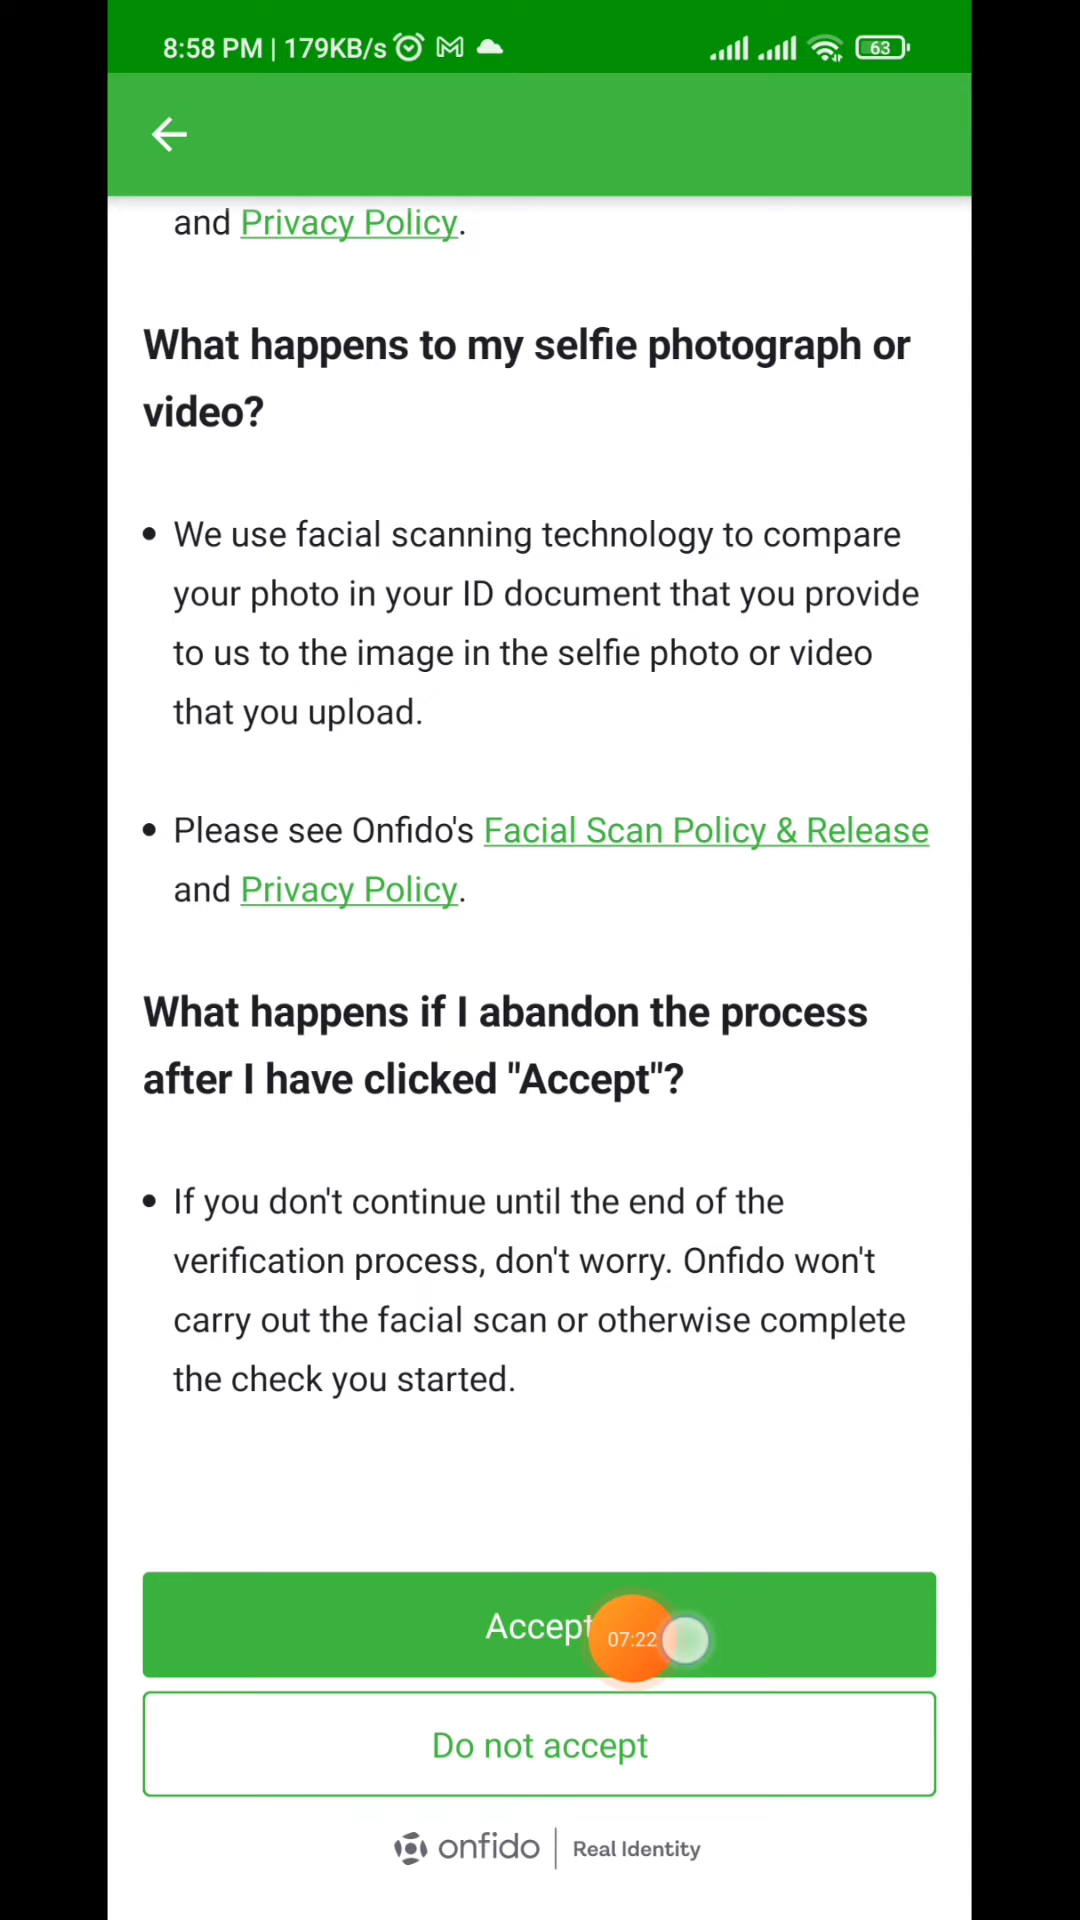 8:58 PM | 179KB/s
63
and Privacy Policy.
What happens to my selfie photograph or
video?
• We use facial scanning technology to compare
your photo in your ID document that you provide
to us to the image in the selfie photo or video
that you upload.
• Please see Onfido's Facial Scan Policy & Release
and Privacy Policy.
What happens if I abandon the process
after I have clicked "Accept"?
• If you don't continue until the end of the
verification process, don't worry. Onfido won't
carry out the facial scan or otherwise complete
the check you started.
Accept
07:22
Do not accept
onfido | Real Identity